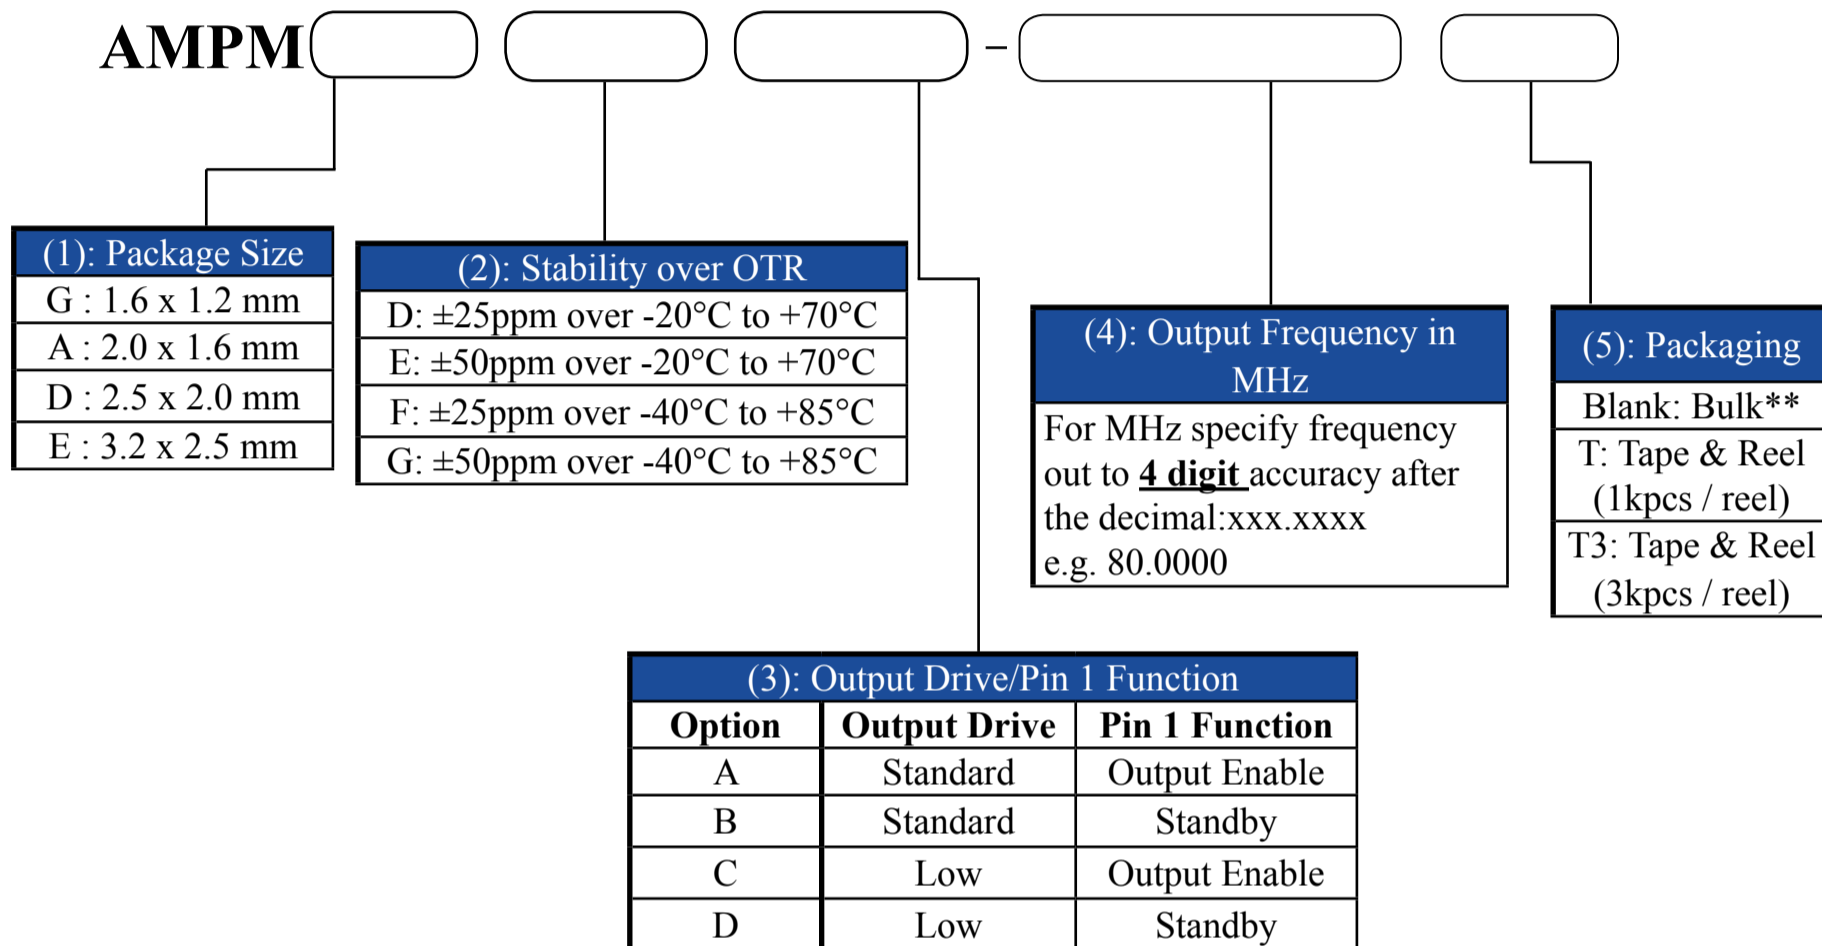 AMPM –
(1): Package Size
G : 1.6 x 1.2 mm
A : 2.0 x 1.6 mm
D : 2.5 x 2.0 mm
E : 3.2 x 2.5 mm
(2): Stability over OTR
D: ±25ppm over -20°C to +70°C
E: ±50ppm over -20°C to +70°C
F: ±25ppm over -40°C to +85°C
G: ±50ppm over -40°C to +85°C
(4): Output Frequency in
MHz
For MHz specify frequency
out to 4 digit accuracy after
the decimal:xxx.xxxx
e.g. 80.0000
(5): Packaging
Blank: Bulk**
T: Tape & Reel
(1kpcs / reel)
T3: Tape & Reel
(3kpcs / reel)
(3): Output Drive/Pin 1 Function
Option Output Drive Pin 1 Function
A Standard Output Enable
B Standard Standby
C Low Output Enable
D Low Standby